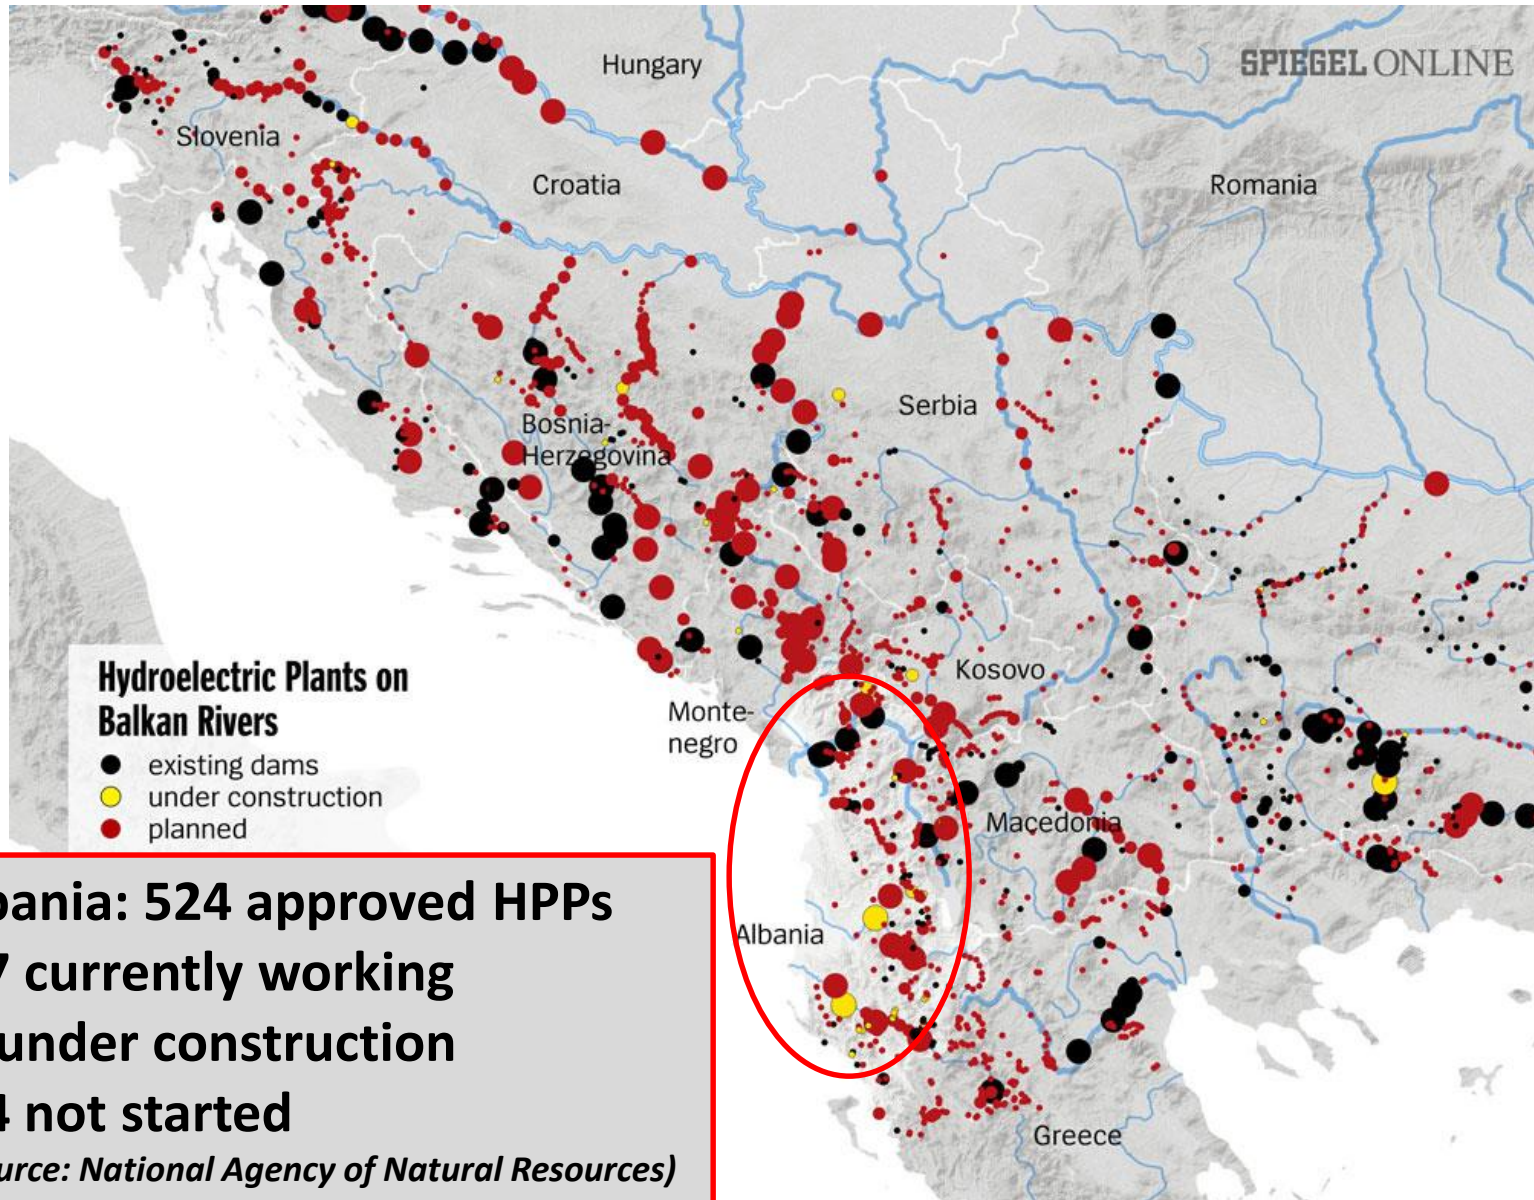 Hungary
SPIEGEL ONLINE
Slovenia
Croatia
Romania
Serbia
Bosnia-
Herzegovina
Kosovo
Hydroelectric Plants on
Balkan Rivers
existing dams
under construction
planned
Monte-
negro
Macedonia
Albania
Greece
bania: 524 approved HPPs
7 currently working
under construction
4 not started
urce: National Agency of Natural Resources)